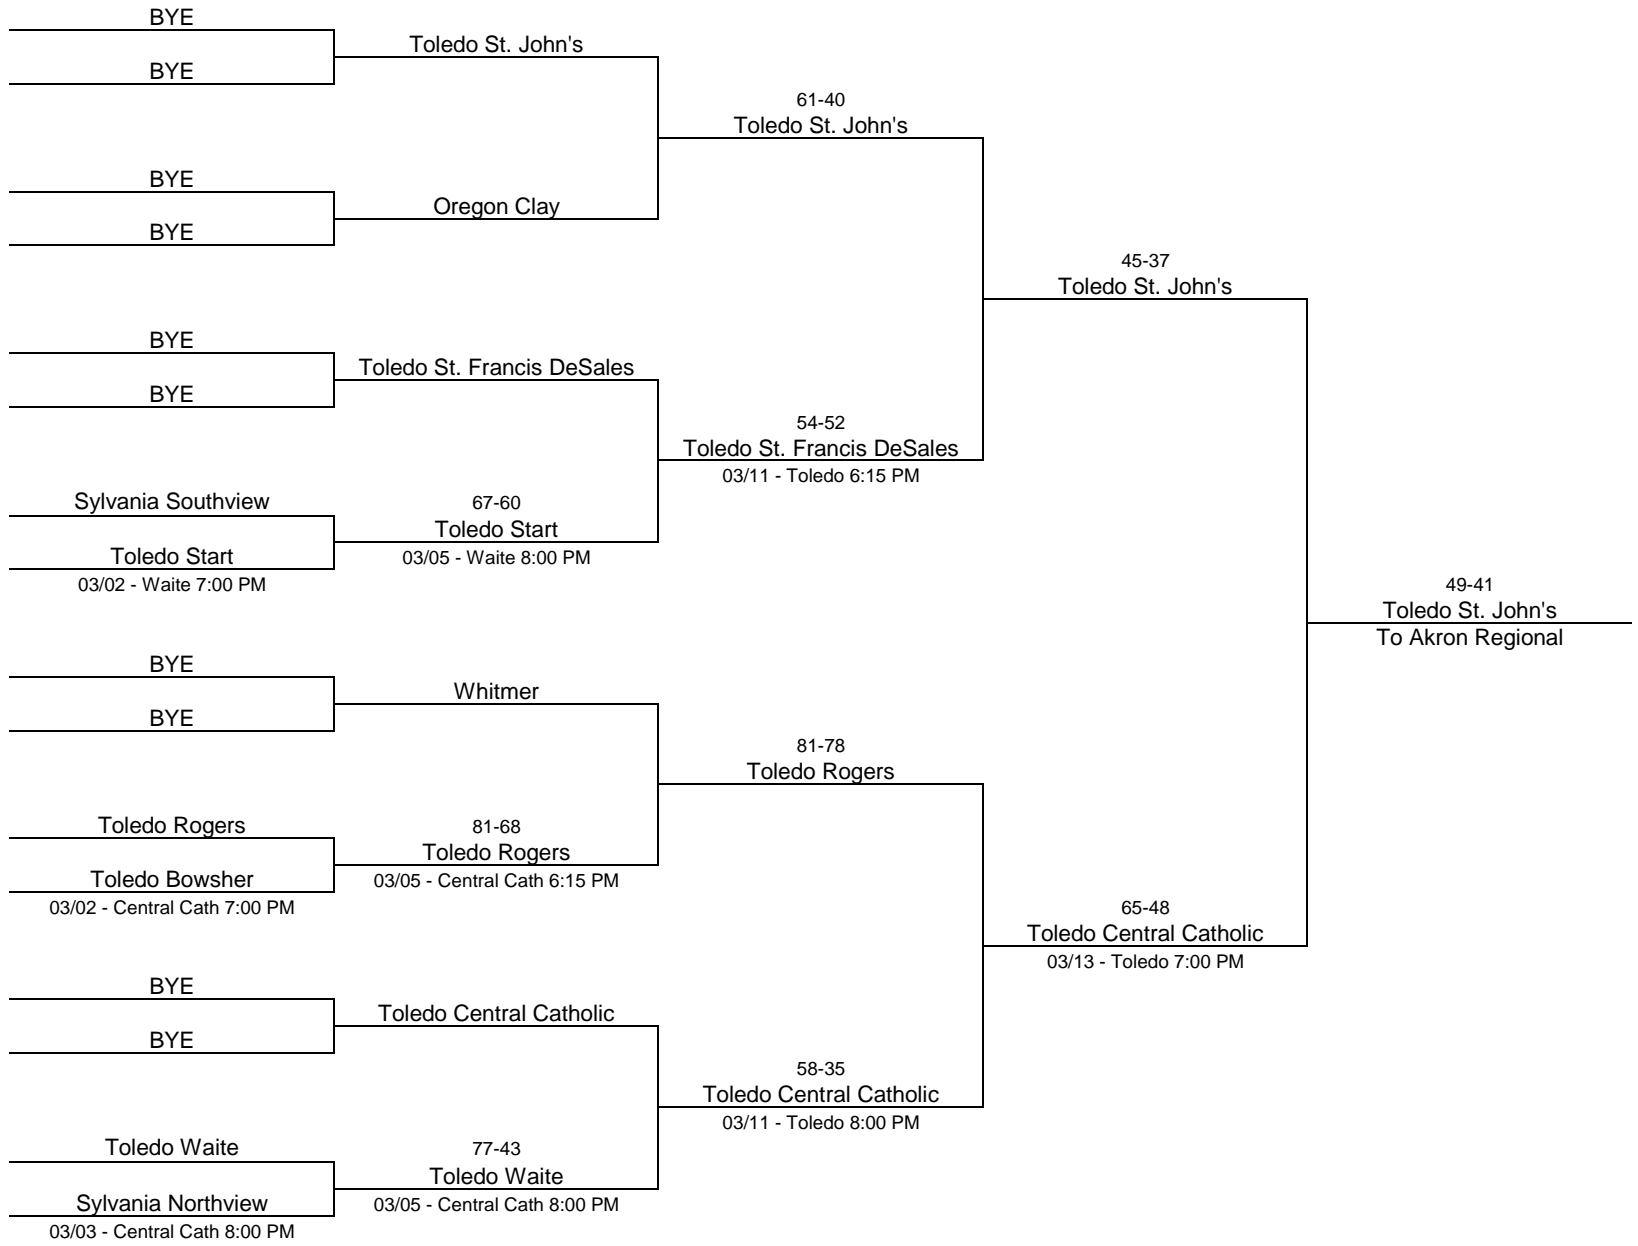 BYE
BYE
BYE
BYE
BYE
BYE
Sylvania Southview
Toledo Start
03/02 - Waite 7:00 PM
BYE
BYE
Toledo Rogers
Toledo Bowsher
03/02 - Central Cath 7:00 PM
BYE
BYE
Toledo Waite
Sylvania Northview
03/03 - Central Cath 8:00 PM
Toledo St. John's
Oregon Clay
Toledo St. Francis DeSales
67-60
Toledo Start
03/05 - Waite 8:00 PM
Whitmer
81-68
Toledo Rogers
03/05 - Central Cath 6:15 PM
Toledo Central Catholic
77-43
Toledo Waite
03/05 - Central Cath 8:00 PM
61-40
Toledo St. John's
54-52
Toledo St. Francis DeSales
03/11 - Toledo 6:15 PM
81-78
Toledo Rogers
58-35
Toledo Central Catholic
03/11 - Toledo 8:00 PM
45-37
Toledo St. John's
65-48
Toledo Central Catholic
03/13 - Toledo 7:00 PM
49-41
Toledo St. John's
To Akron Regional